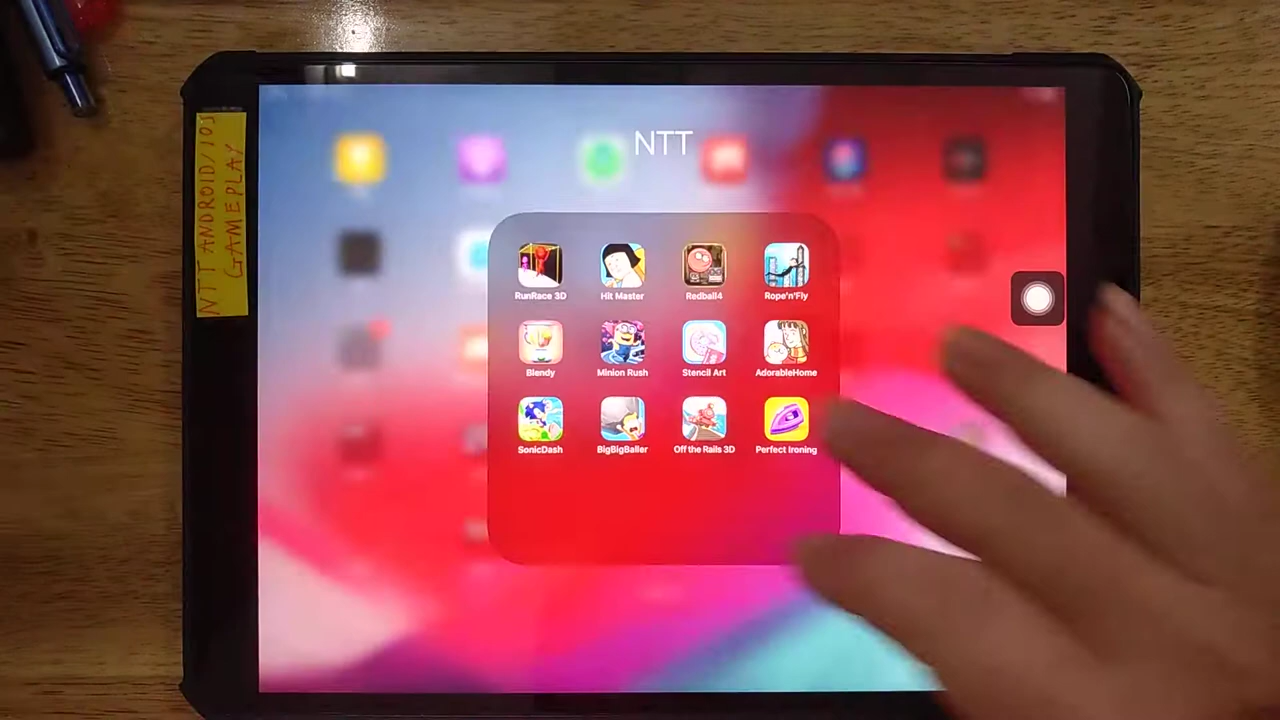 NTT ANDROID/IOS
GAMEPLAY
NTT
RunRace 3D
Hit Master
Redball4
Rope'n'Fly
Blendy
Minion Rush
Stencil Art
AdorableHome
SonicDash
BigBigBaller
Off the Rails 3D
Perfect Ironing